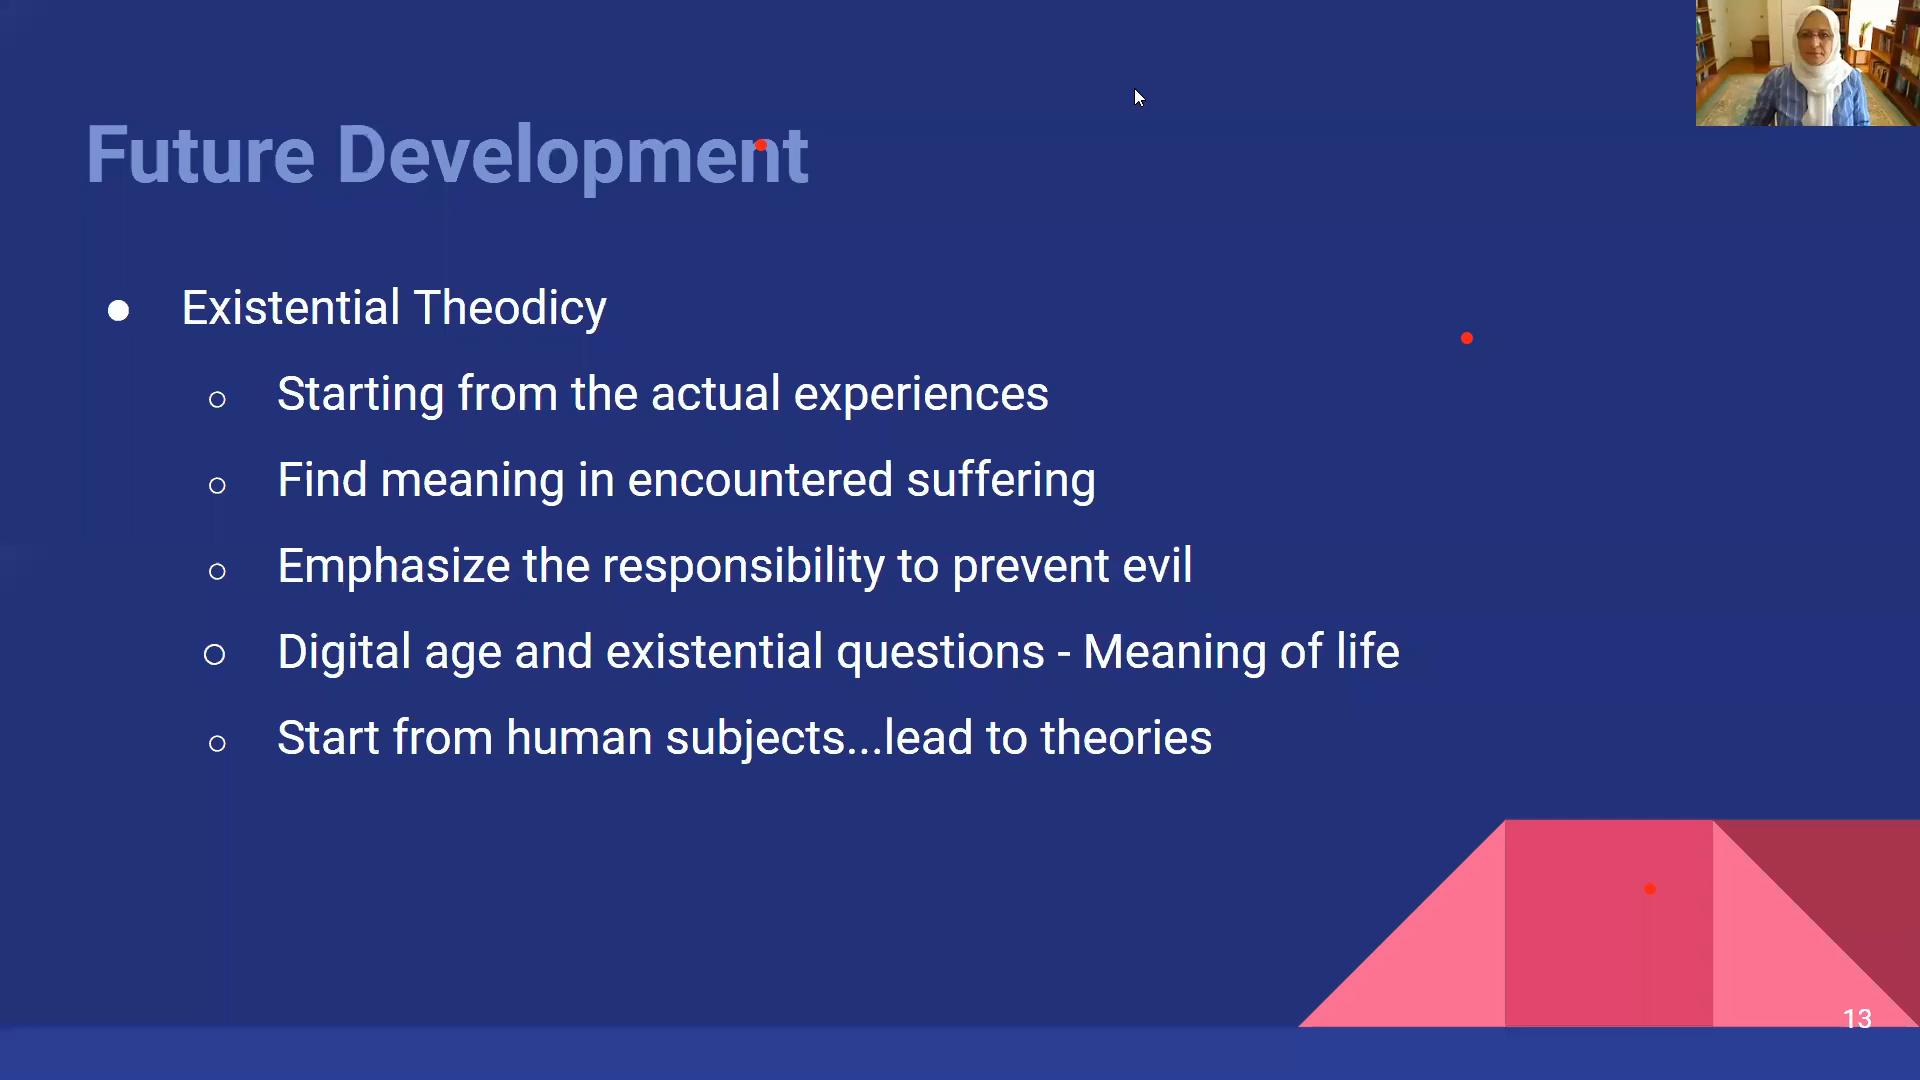 Future Development
● Existential Theodicy
○ Starting from the actual experiences
○ Find meaning in encountered suffering
○ Emphasize the responsibility to prevent evil
○ Digital age and existential questions - Meaning of life
○ Start from human subjects...lead to theories
13